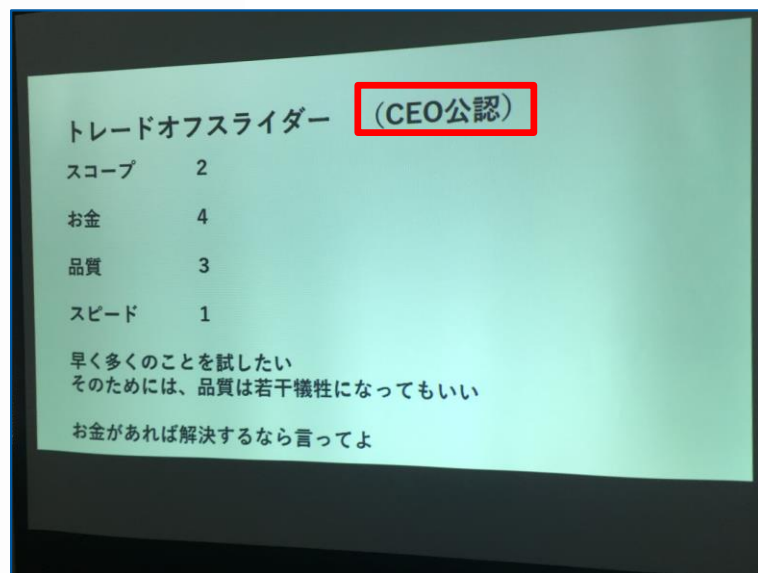 トレードオフスライダー （CEO公認）
スコープ 2
お金 4
品質 3
スピード 1
早く多くのことを試したい
そのためには、品質は若干犠牲になってもいい
お金があれば解決するなら言ってよ